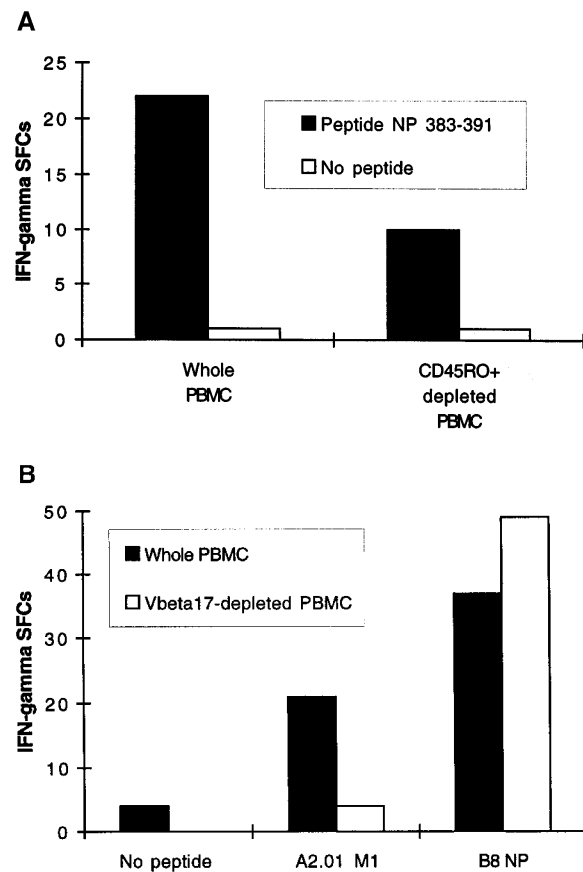 A
IFN-gamma SFCs
25
20
15
10
5
0
Peptide NP 383-391
No peptide
Whole
PBMC
CD45RO+
depleted
PBMC
B
IFN-gamma SFCs
50
40
30
20
10
0
Whole PBMC
Vbeta17-depleted PBMC
No peptide
A2.01 M1
B8 NP